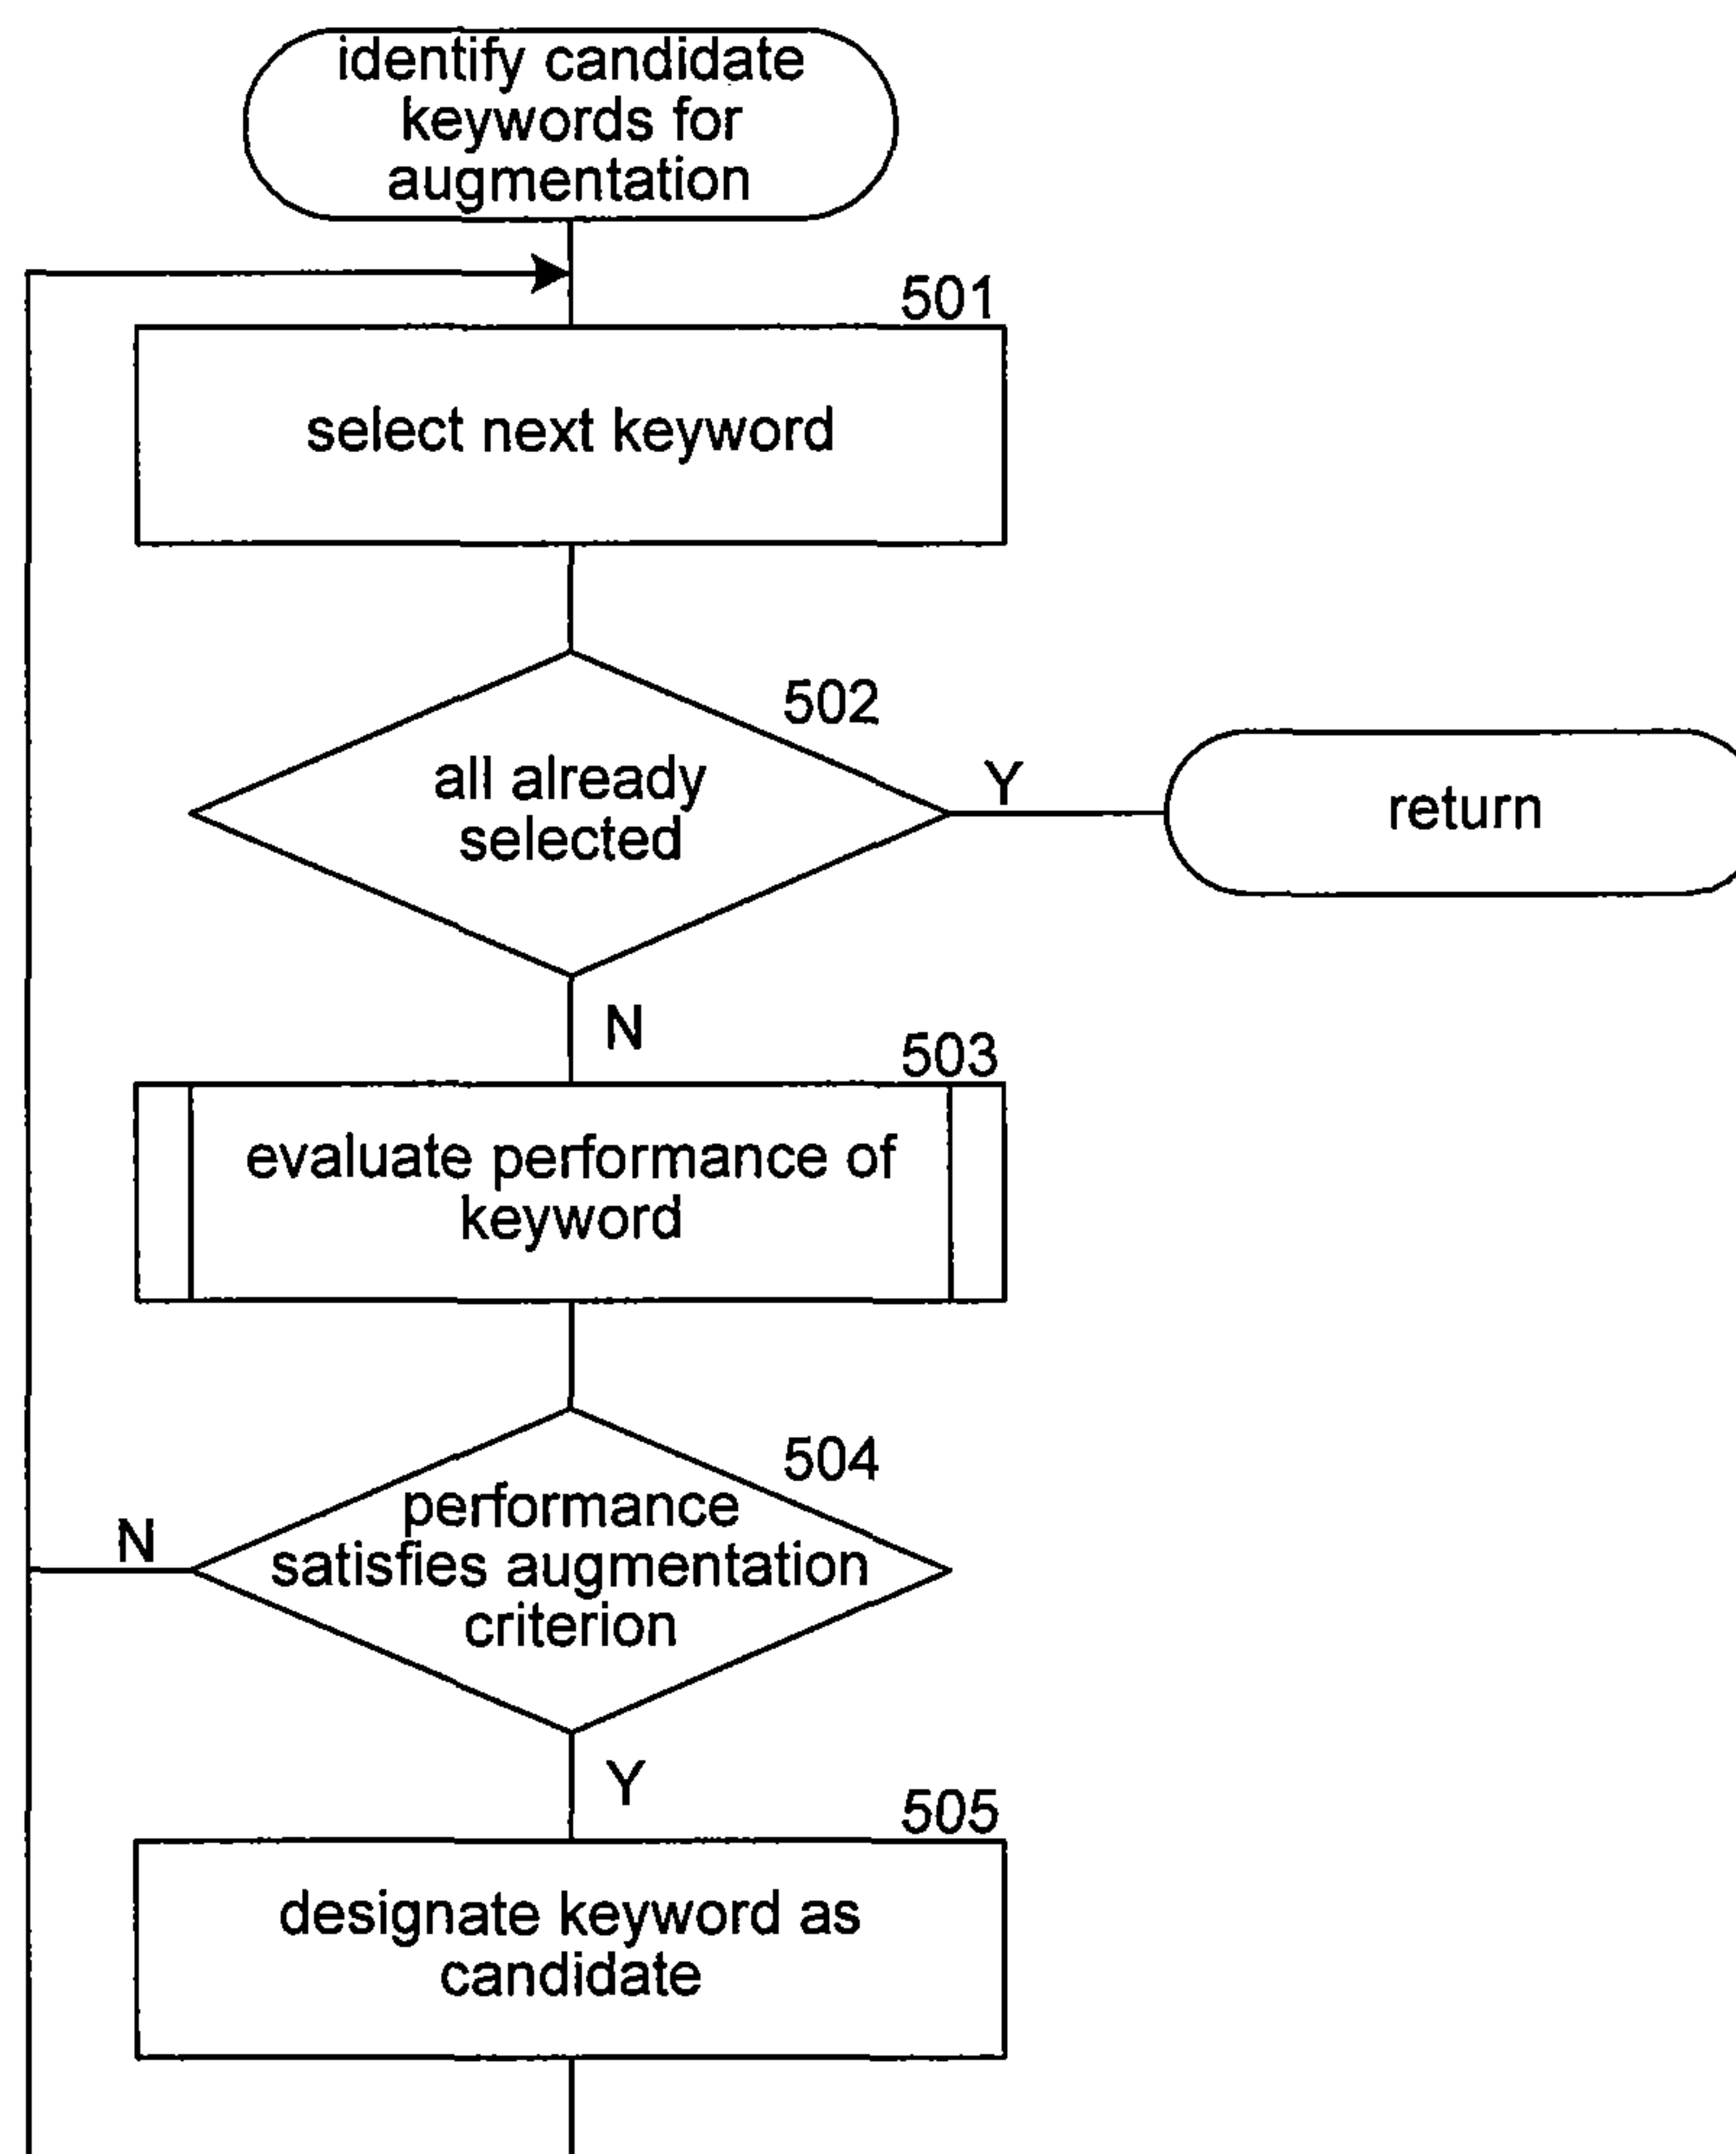 identify candidate
keywords for
augmentation
501
select next keyword
502
all already
selected
Y
return
N
503
evaluate performance of
keyword
504
performance
satisfies augmentation
criterion
N
Y
505
designate keyword as
candidate